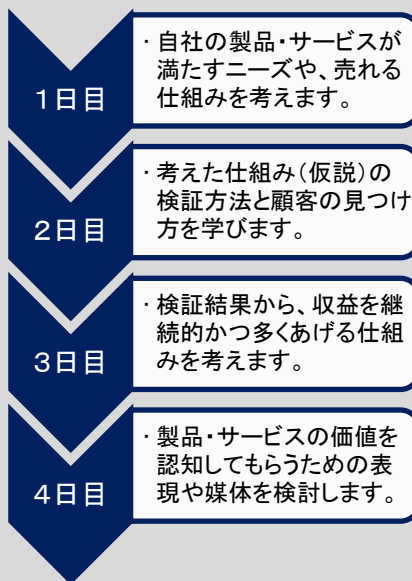 1日目
・自社の製品・サービスが
満たすニーズや、売れる
仕組みを考えます。
2日目
・考えた仕組み(仮説)の
検証方法と顧客の見つけ
方を学びます。
3日目
・検証結果から、収益を継
続的かつ多くあげる仕組
みを考えます。
4日目
・製品・サービスの価値を
認知してもらうための表
現や媒体を検討します。